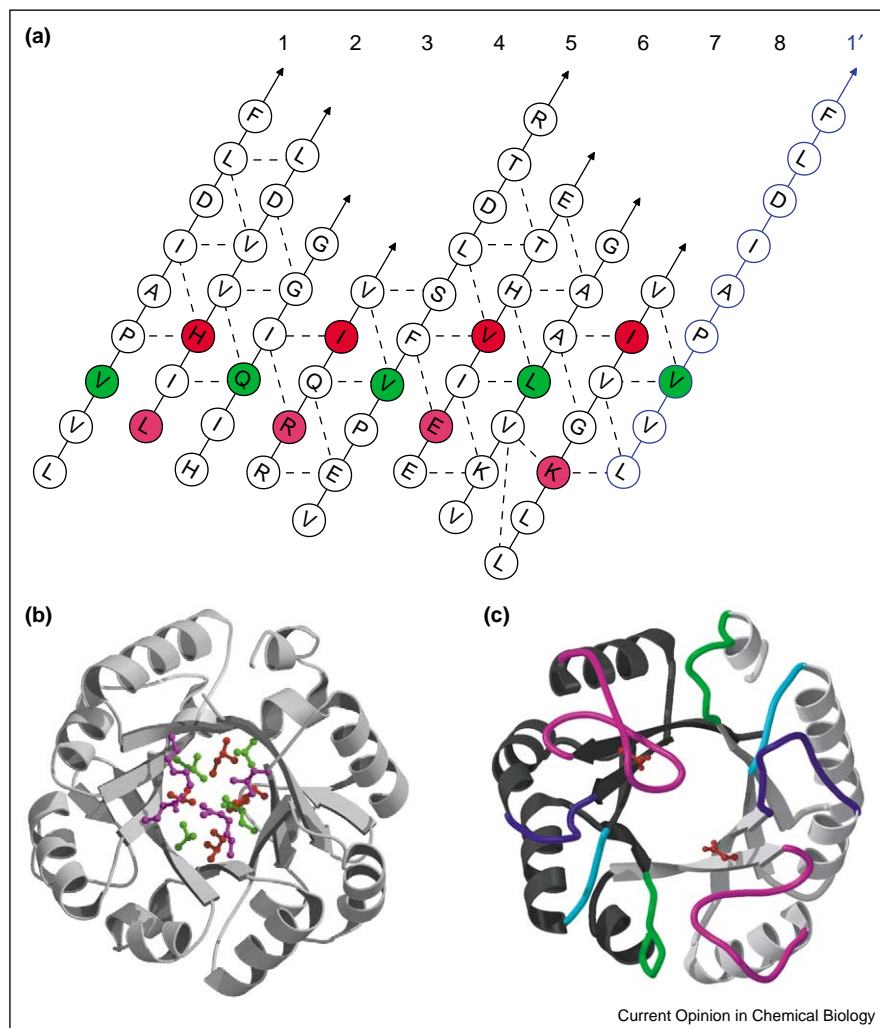 (a)
1 2 3 4 5 6 7 8 1′
L V V P A I D L F
L I H V V D L
H I Q I G G
R R Q I V
V E P V F S L D T R
E E I V H T E
V K V L A A G
L L K G V I V
L V V P A I D L F
(b)
(c)
Current Opinion in Chemical Biology